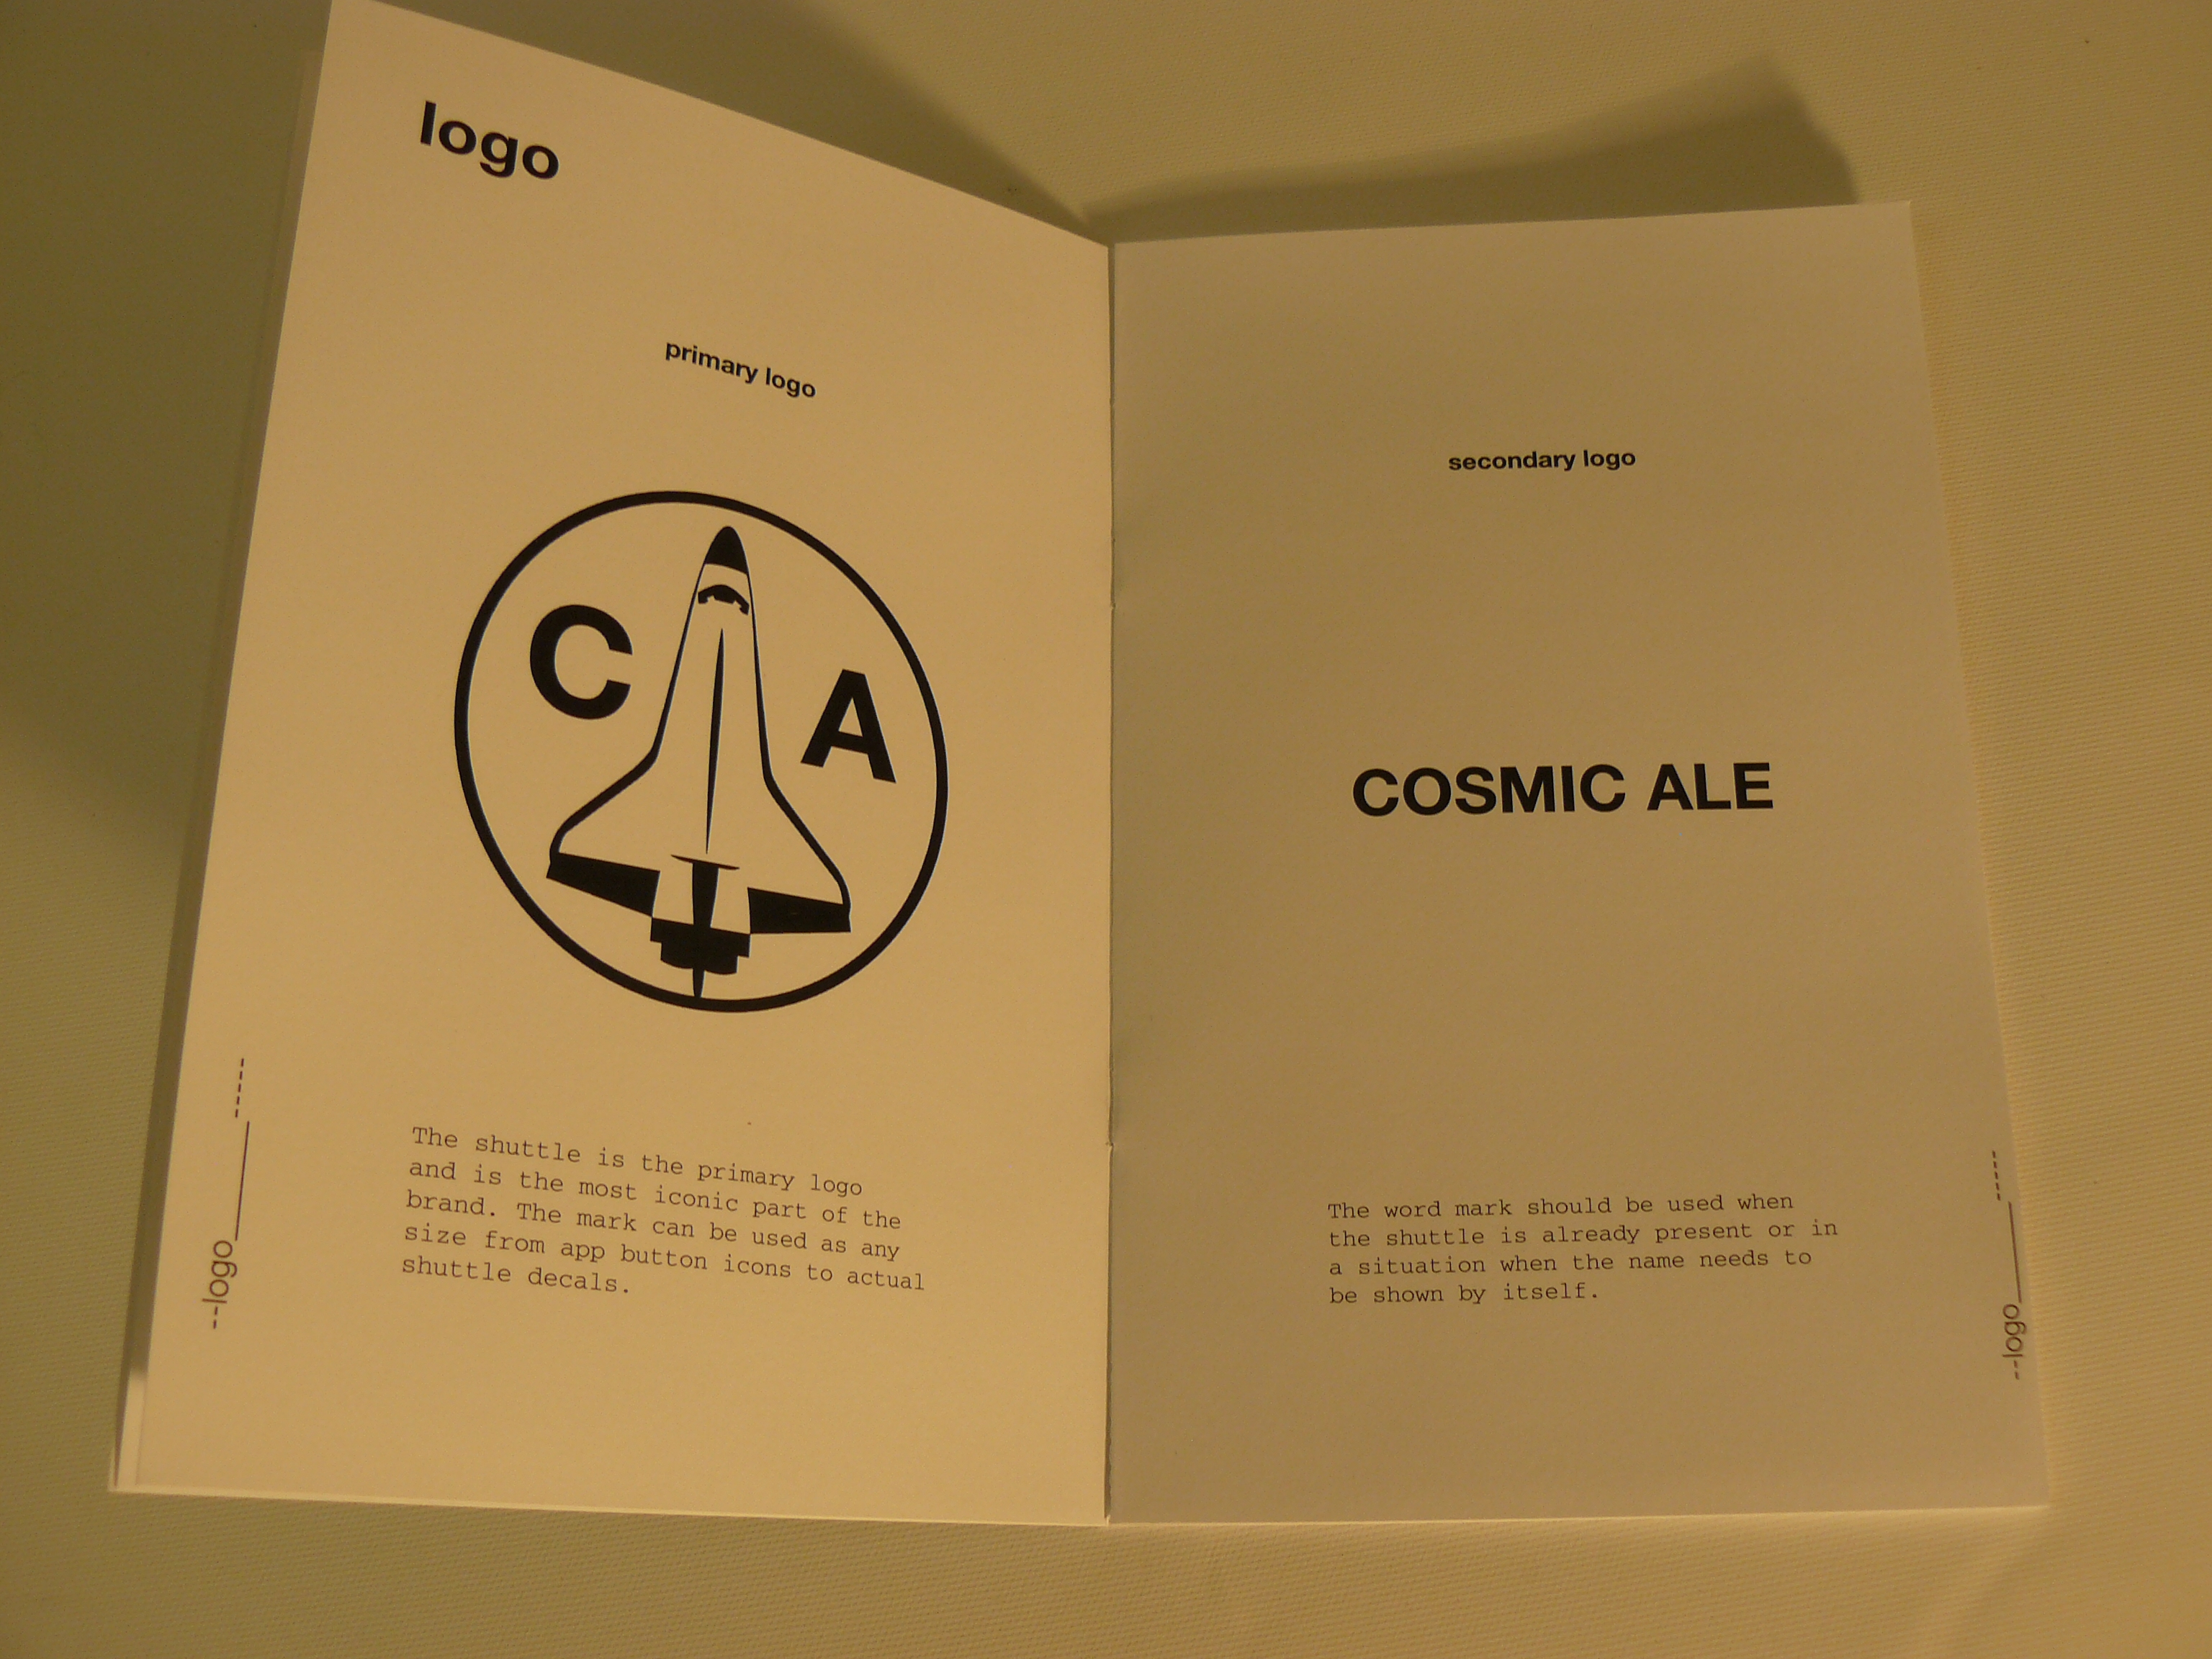 logo
primary logo
C A
The shuttle is the primary logo
and is the most iconic part of the
brand. The mark can be used as any
size from app button icons to actual
shuttle decals.
--logo_____-----
secondary logo
COSMIC ALE
The word mark should be used when
the shuttle is already present or in
a situation when the name needs to
be shown by itself.
--logo_____-----